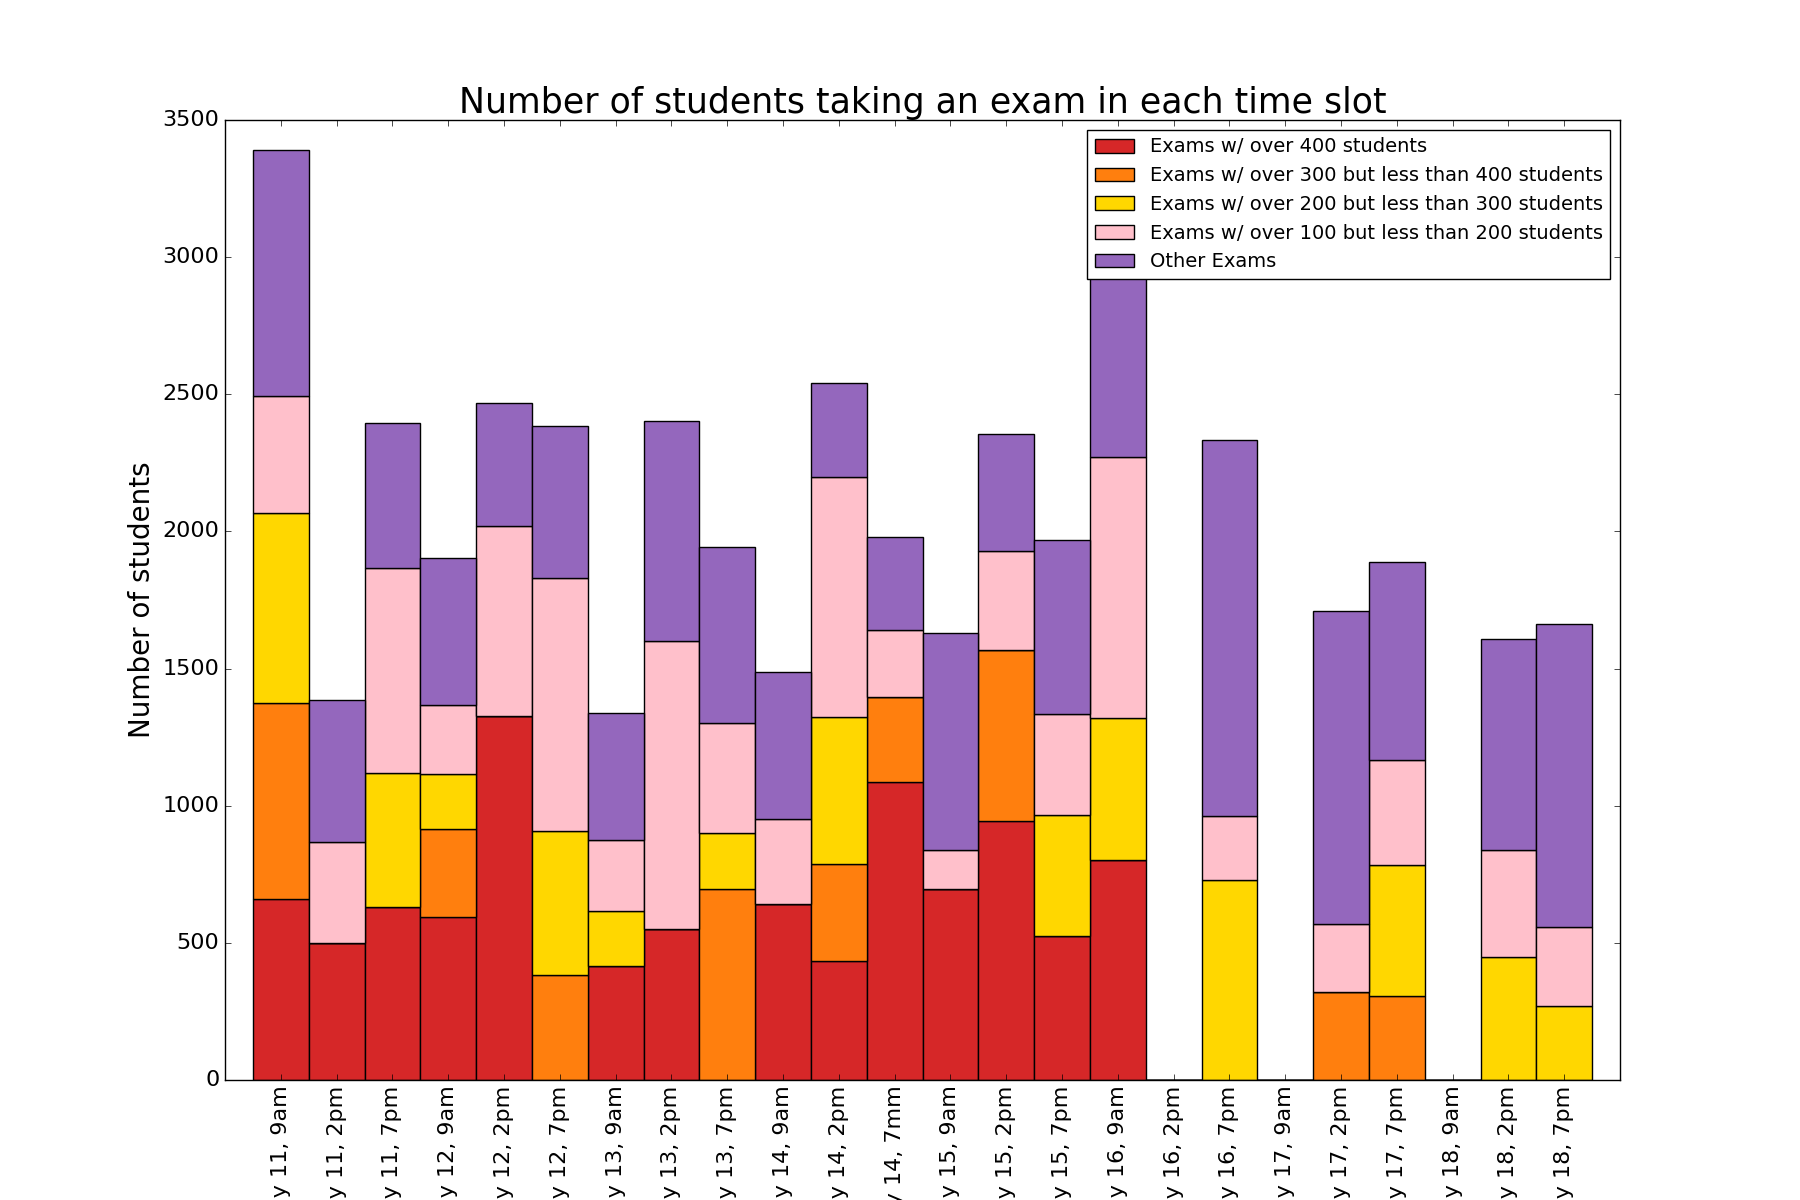 Number of students taking an exam in each time slot
3500
3000
2500
2000
1500
1000
500
0
Number of students
Exams w/ over 400 students
Exams w/ over 300 but less than 400 students
Exams w/ over 200 but less than 300 students
Exams w/ over 100 but less than 200 students
Other Exams
y 11, 9am
y 11, 2pm
y 11, 7pm
y 12, 9am
y 12, 2pm
y 12, 7pm
y 13, 9am
y 13, 2pm
y 13, 7pm
y 14, 9am
y 14, 2pm
y 14, 7mm
y 15, 9am
y 15, 2pm
y 15, 7pm
y 16, 9am
y 16, 2pm
y 16, 7pm
y 17, 9am
y 17, 2pm
y 17, 7pm
y 18, 9am
y 18, 2pm
y 18, 7pm